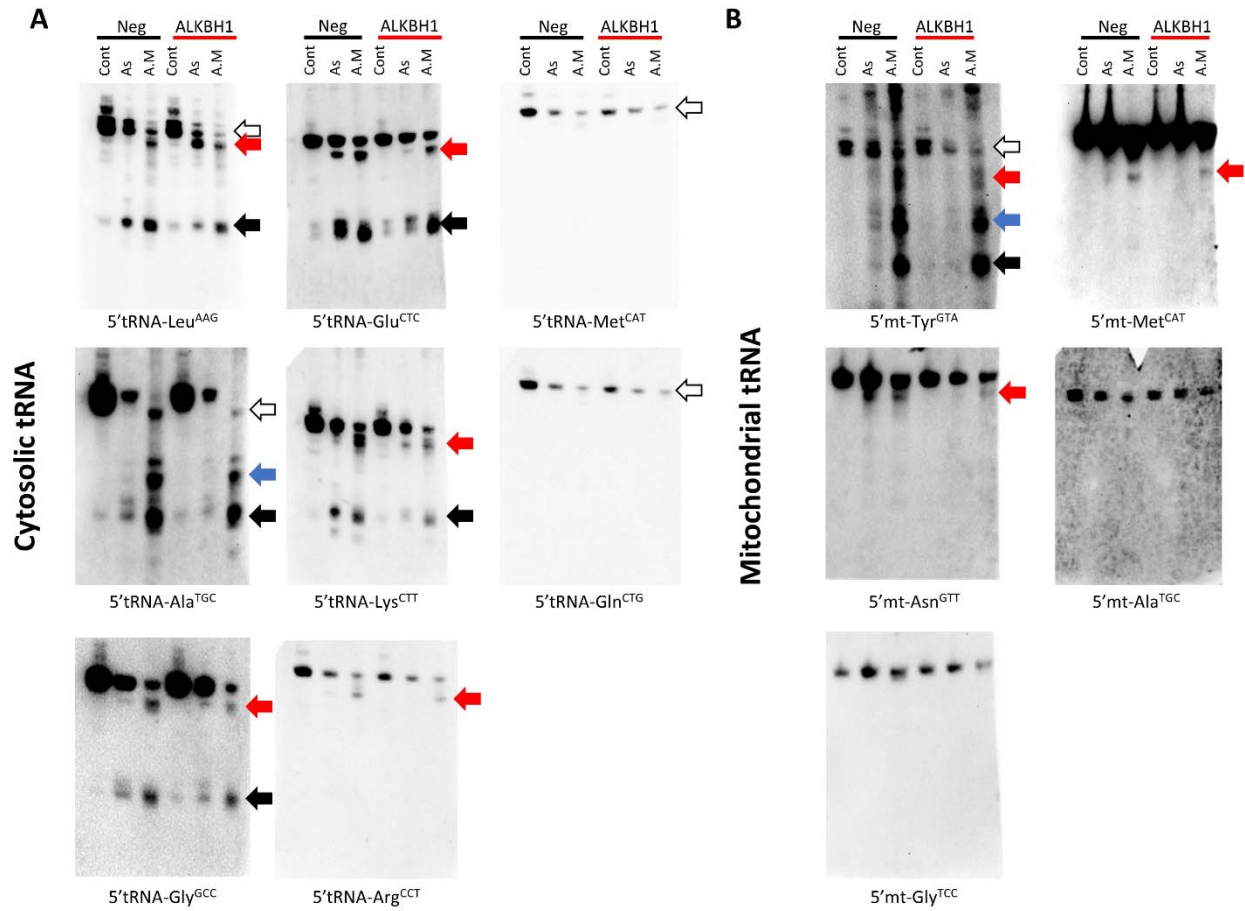 A
B
Neg ALKBH1
Cont As A.M Cont As A.M
Neg ALKBH1
Cont As A.M Cont As A.M
Neg ALKBH1
Cont As A.M Cont As A.M
Neg ALKBH1
Cont As A.M Cont As A.M
Neg ALKBH1
Cont As A.M Cont As A.M
5'tRNA-Leu^AAG
5'tRNA-Glu^CTC
5'tRNA-Met^CAT
5'mt-Tyr^GTA
5'mt-Met^CAT
Cytosolic tRNA
Mitochondrial tRNA
5'tRNA-Ala^TGC
5'tRNA-Lys^CTT
5'tRNA-Gln^CTG
5'mt-Asn^GTT
5'mt-Ala^TGC
5'tRNA-Gly^GCC
5'tRNA-Arg^CCT
5'mt-Gly^TCC